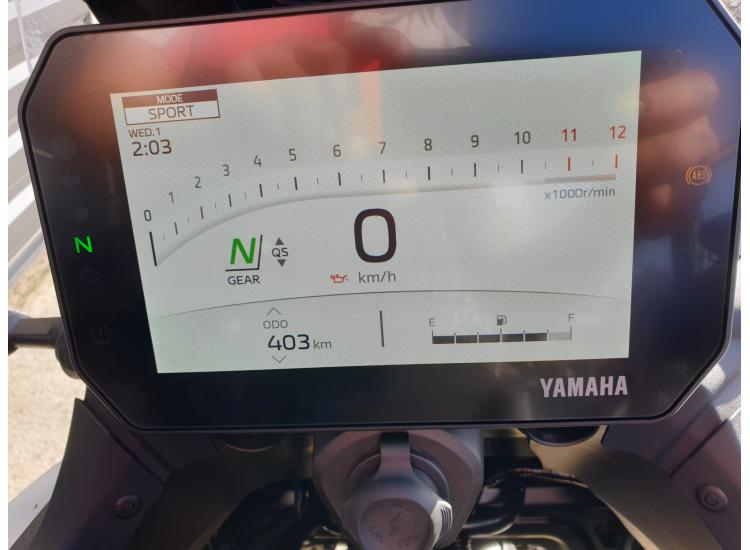 MODE
SPORT
WED.1
2:03
0 1 2 3 4 5 6 7 8 9 10 11 12
x1000r/min
N
N
QS
GEAR
0
km/h
ABS
ODO
403 km
E F
YAMAHA